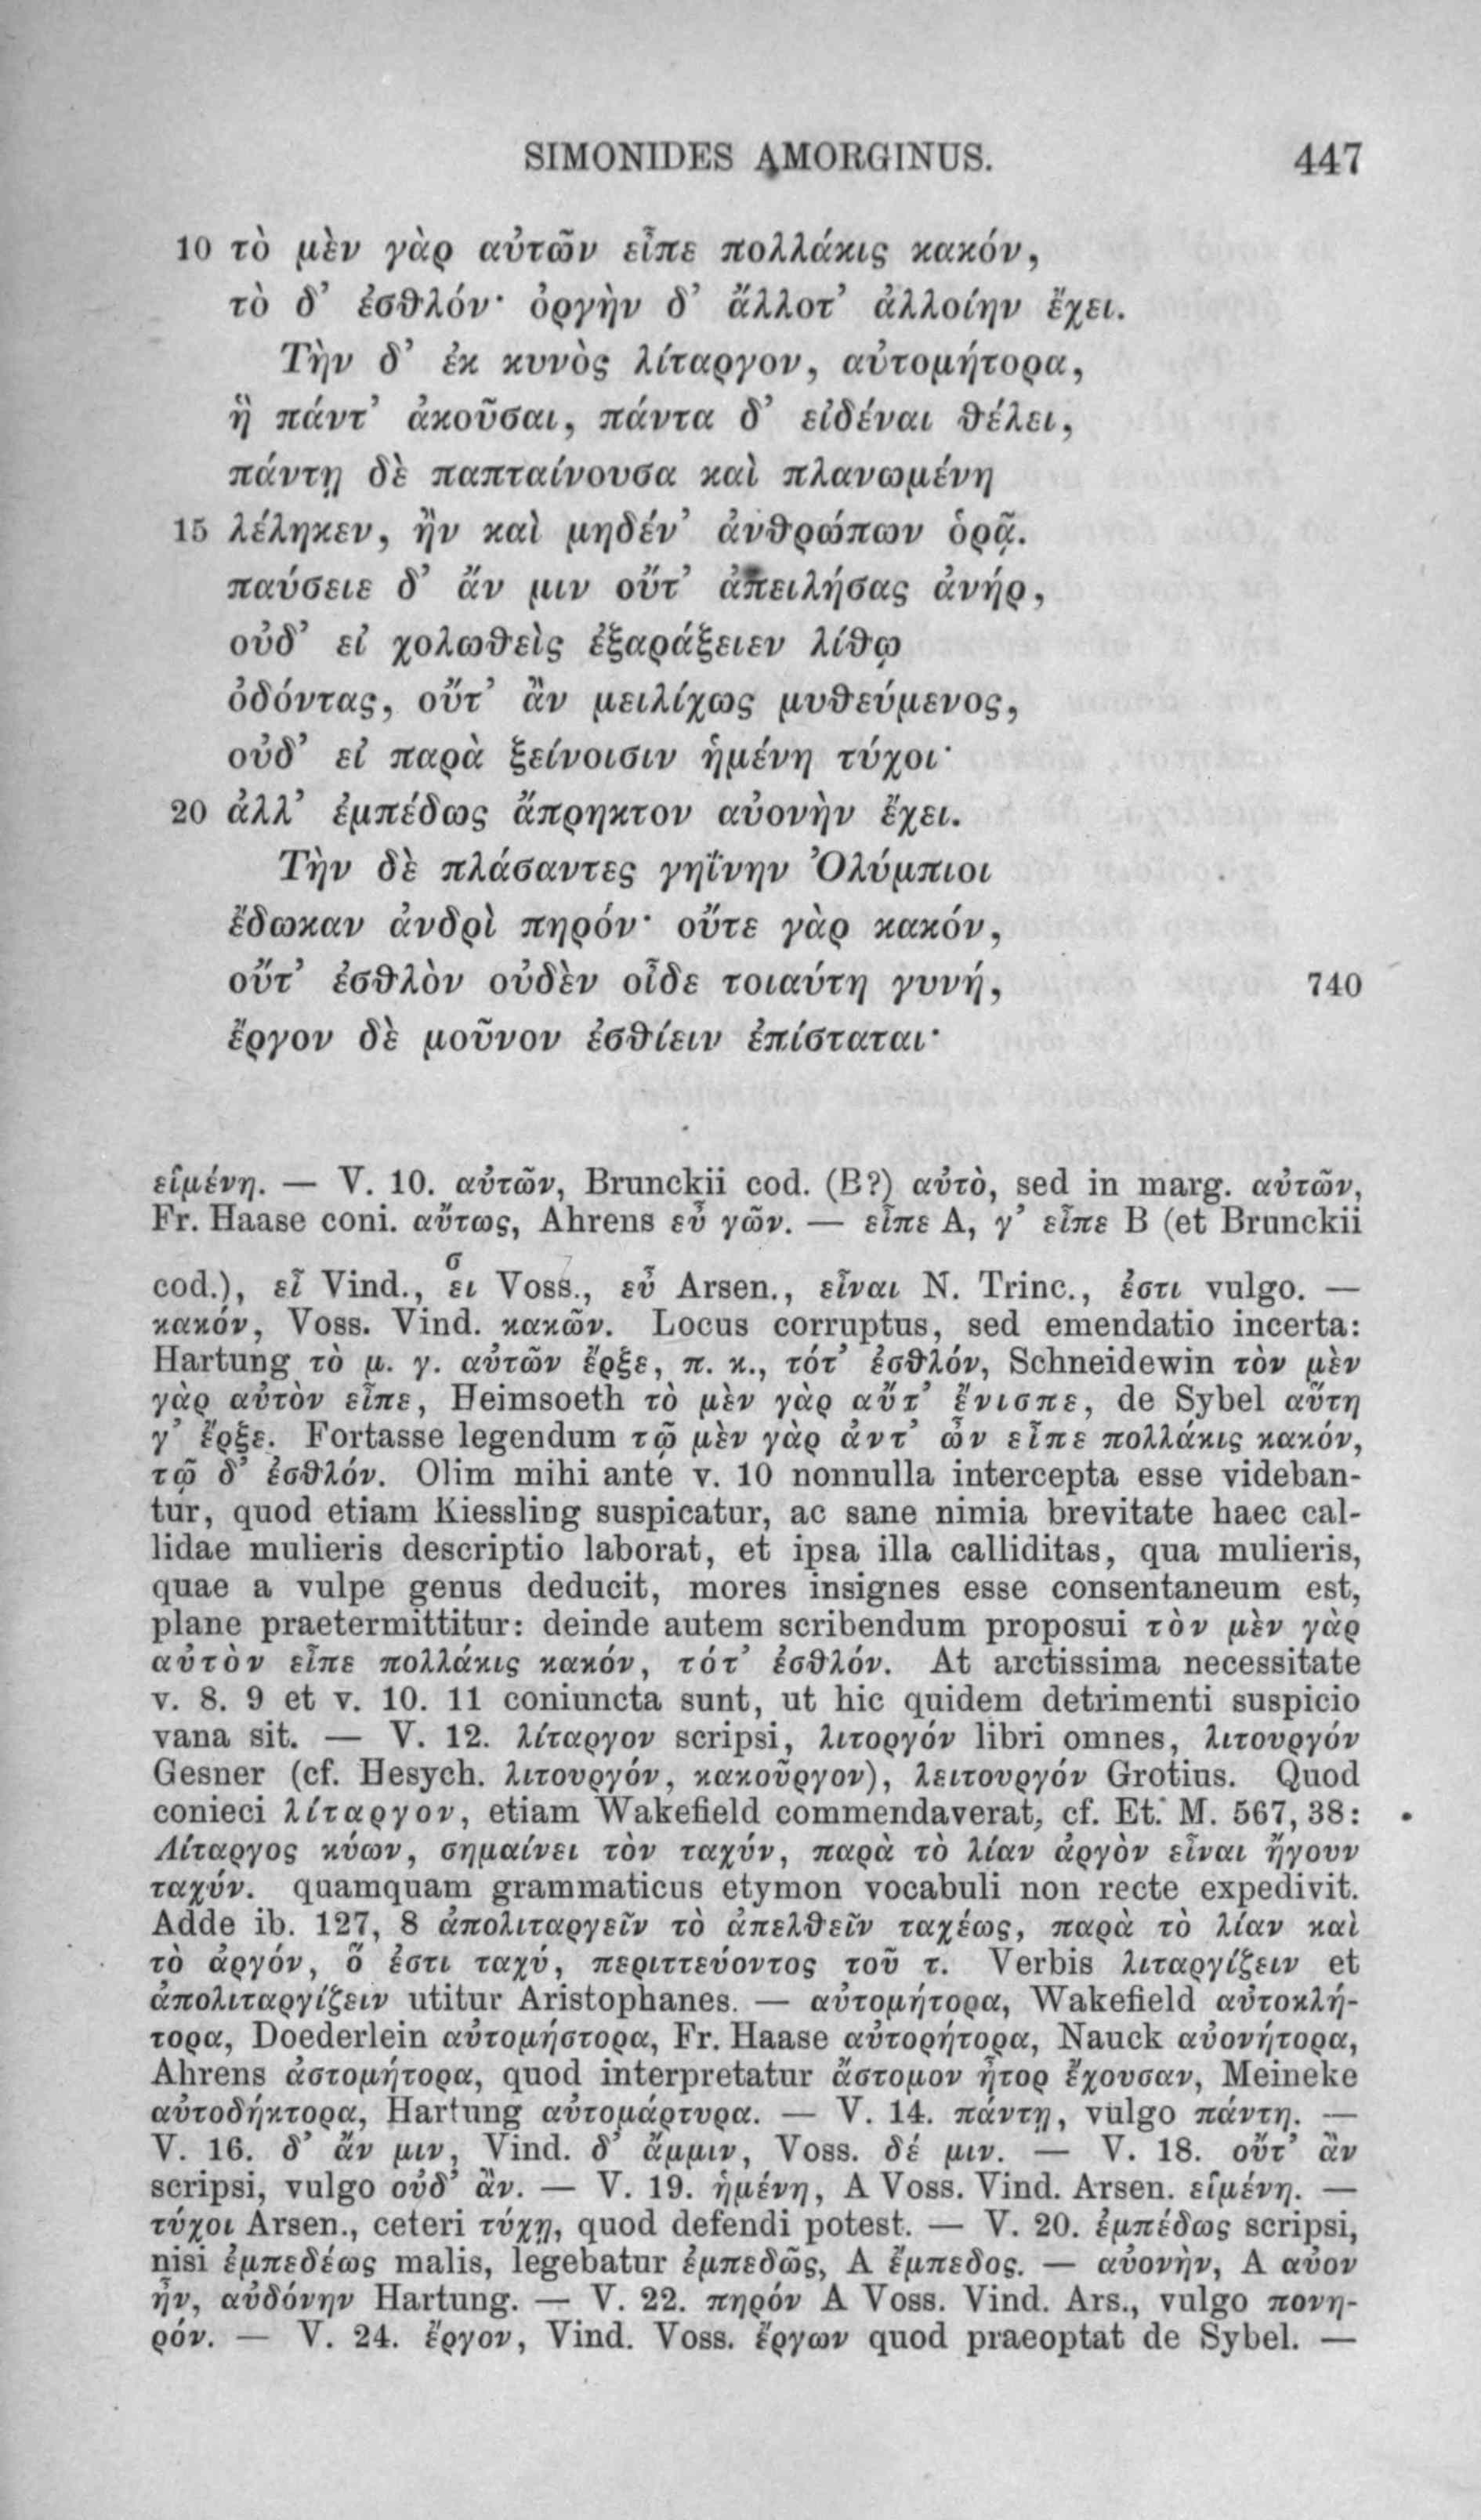 SIMONIDES AMORGINUS. 447
10 τὸ μὲν γὰρ αὐτῶν εἶπε πολλάκις κακόν,
τὸ δ’ ἐσθλόν· ὀργὴν δ’ ἄλλοτ’ ἀλλοίην ἔχει.
Τὴν δ’ ἐκ κυνὸς λίταργον, αὐτομήτορα,
ἣ πάντ’ ἀκοῦσαι, πάντα δ’ εἰδέναι θέλει,
πάντῃ δὲ παπταίνουσα καὶ πλανωμένη
15 λέληκεν, ἢν καὶ μηδέν’ ἀνθρώπων ὁρᾷ.
παύσειε δ’ ἄν μιν οὔτ’ ἀπειλήσας ἀνήρ,
οὐδ’ εἰ χολωθεὶς ἐξαράξειεν λίθῳ
ὀδόντας, οὔτ’ ἂν μειλίχως μυθεύμενος,
οὐδ’ εἰ παρὰ ξείνοισιν ἡμένη τύχοι·
20 ἀλλ’ ἐμπέδως ἄπρηκτον αὐονὴν ἔχει.
Τὴν δὲ πλάσαντες γηΐνην Ὀλύμπιοι
ἔδωκαν ἀνδρὶ πηρόν· οὔτε γὰρ κακόν,
οὔτ’ ἐσθλὸν οὐδὲν οἶδε τοιαύτη γυνή, 740
ἔργον δὲ μοῦνον ἐσθίειν ἐπίσταται·
εἱμένη. — V. 10. αὐτῶν, Brunckii cod. (B?) αὐτὸ, sed in marg. αὐτῶν,
Fr. Haase coni. αὔτως, Ahrens εὖ γῶν. — εἶπε A, γ’ εἶπε B (et Brunckii
σ
cod.), εἶ Vind., ει Voss., εὖ Arsen., εἶναι N. Trinc., ἐστι vulgo. —
κακόν, Voss. Vind. κακῶν. Locus corruptus, sed emendatio incerta:
Hartung τὸ μ. γ. αὐτῶν ἔρξε, π. κ., τότ’ ἐσθλόν, Schneidewin τὸν μὲν
γὰρ αὐτὸν εἶπε, Heimsoeth τὸ μὲν γὰρ αὔτ’ ἔνισπε, de Sybel αὕτη
γ’ ἔρξε. Fortasse legendum τῷ μὲν γὰρ ἀντ’ ὧν εἶπε πολλάκις κακόν,
τῷ δ’ ἐσθλόν. Olim mihi ante v. 10 nonnulla intercepta esse videban-
tur, quod etiam Kiessling suspicatur, ac sane nimia brevitate haec cal-
lidae mulieris descriptio laborat, et ipsa illa calliditas, qua mulieris,
quae a vulpe genus deducit, mores insignes esse consentaneum est,
plane praetermittitur: deinde autem scribendum proposui τὸν μὲν γὰρ
αὐτὸν εἶπε πολλάκις κακόν, τότ’ ἐσθλόν. At arctissima necessitate
v. 8. 9 et v. 10. 11 coniuncta sunt, ut hic quidem detrimenti suspicio
vana sit. — V. 12. λίταργον scripsi, λιτοργόν libri omnes, λιτουργόν
Gesner (cf. Hesych. λιτουργόν, κακοῦργον), λειτουργόν Grotius. Quod
conieci λίταργον, etiam Wakefield commendaverat, cf. Et. M. 567, 38:
Λίταργος κύων, σημαίνει τὸν ταχύν, παρὰ τὸ λίαν ἀργὸν εἶναι ἤγουν
ταχύν. quamquam grammaticus etymon vocabuli non recte expedivit.
Adde ib. 127, 8 ἀπολιταργεῖν τὸ ἀπελθεῖν ταχέως, παρὰ τὸ λίαν καὶ
τὸ ἀργόν, ὅ ἐστι ταχύ, περιττεύοντος τοῦ τ. Verbis λιταργίζειν et
ἀπολιταργίζειν utitur Aristophanes. — αὐτομήτορα, Wakefield αὐτοκλή-
τορα, Doederlein αὐτομήστορα, Fr. Haase αὐτορήτορα, Nauck αὐονήτορα,
Ahrens ἀστομήτορα, quod interpretatur ἄστομον ἦτορ ἔχουσαν, Meineke
αὐτοδήκτορα, Hartung αὐτομάρτυρα. — V. 14. πάντῃ, vulgo πάντη. —
V. 16. δ’ ἄν μιν, Vind. δ’ ἄμμιν, Voss. δέ μιν. — V. 18. οὔτ’ ἂν
scripsi, vulgo οὐδ’ ἂν. — V. 19. ἡμένη, A Voss. Vind. Arsen. εἱμένη. —
τύχοι Arsen., ceteri τύχῃ, quod defendi potest. — V. 20. ἐμπέδως scripsi,
nisi ἐμπεδέως malis, legebatur ἐμπεδῶς, A ἔμπεδος. — αὐονὴν, A αὐον
ἦν, αὐδόνην Hartung. — V. 22. πηρόν A Voss. Vind. Ars., vulgo πονη-
ρόν. — V. 24. ἔργον, Vind. Voss. ἔργων quod praeoptat de Sybel. —